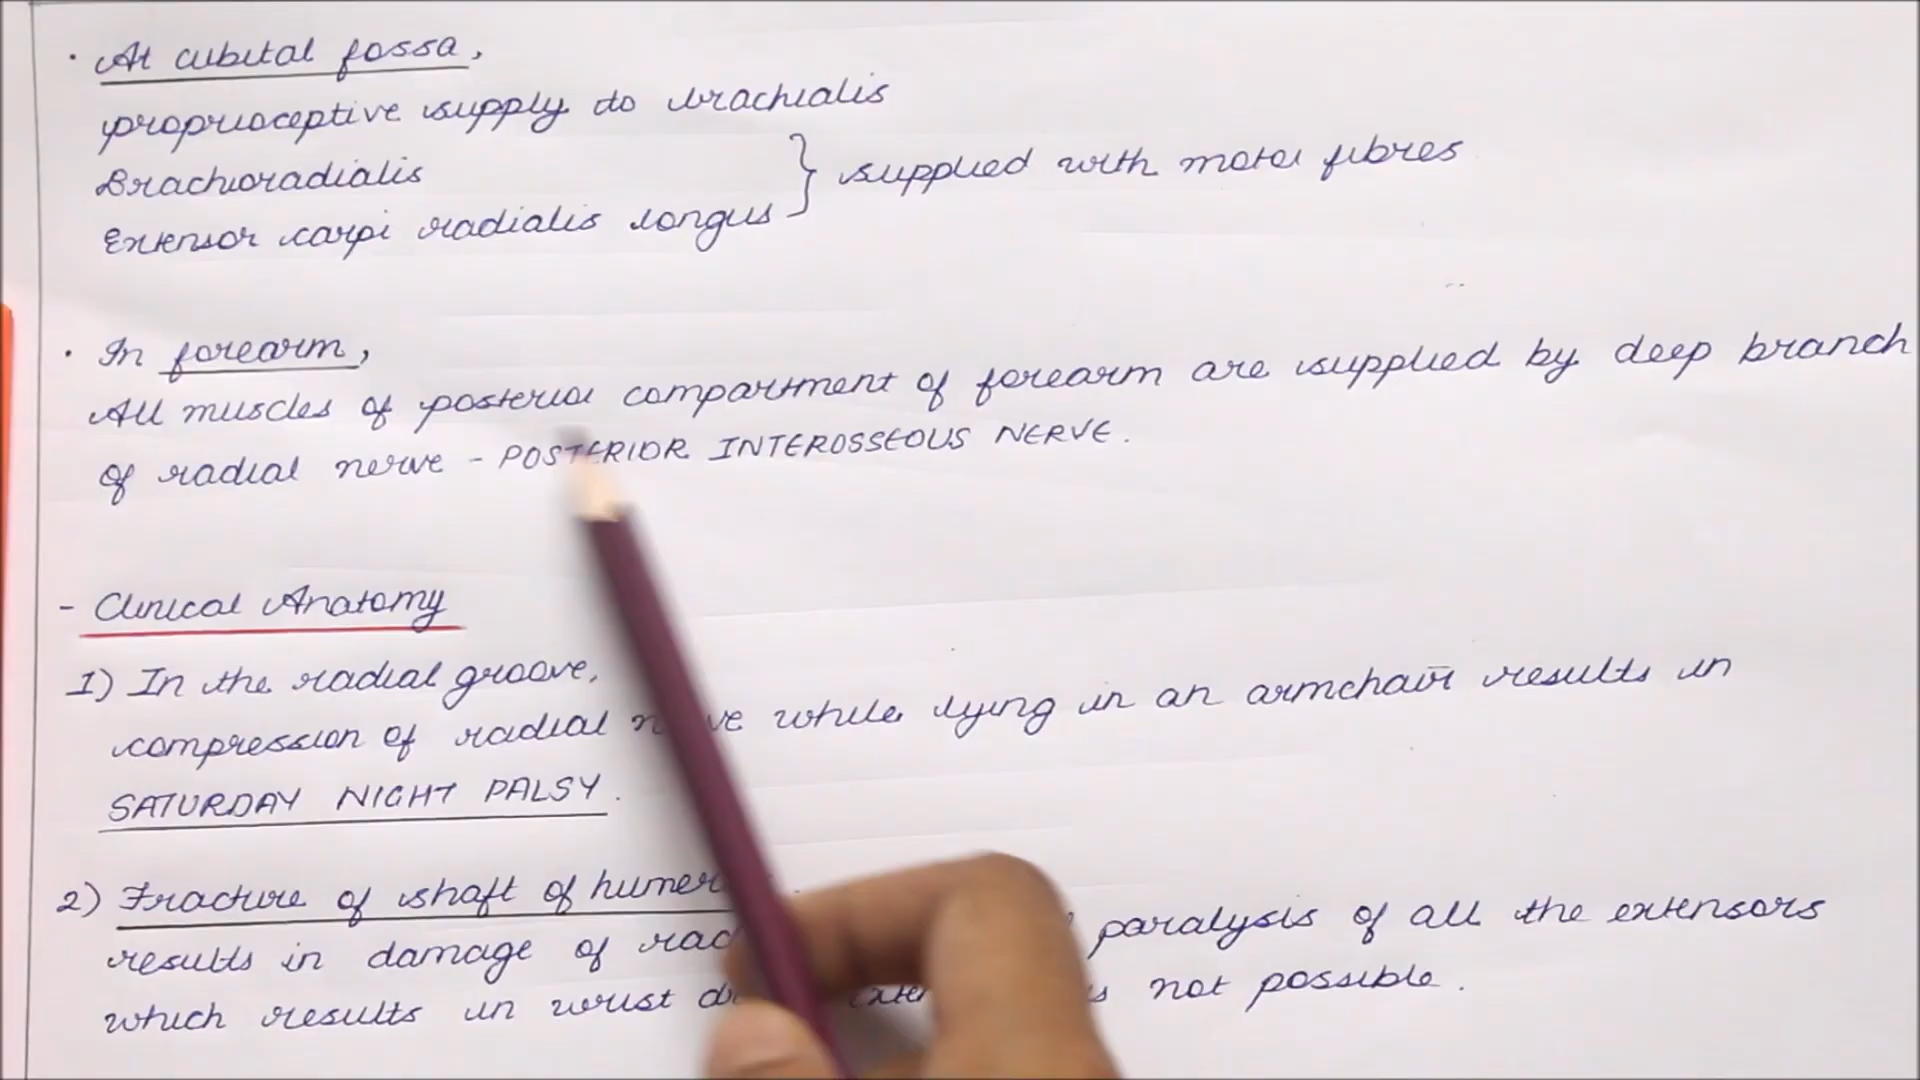 · At cubital fossa,
proprioceptive supply to brachialis
Brachioradialis
Extensor carpi radialis longus } supplied with motor fibres
· In forearm,
All muscles of posterior compartment of forearm are supplied by deep branch
of radial nerve - POSTERIOR INTEROSSEOUS NERVE.
- Clinical Anatomy
1) In the radial groove,
compression of radial nerve while lying in an armchair results in
SATURDAY NIGHT PALSY.
2) Fracture of shaft of humer
results in damage of rad paralysis of all the extensors
which results in wrist not possible.